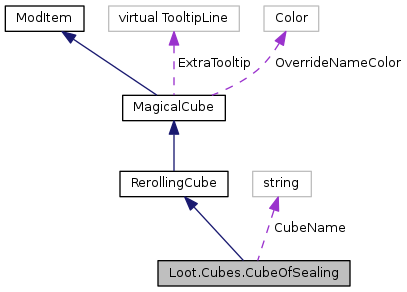 ModItem
virtual TooltipLine
Color
ExtraTooltip
OverrideNameColor
MagicalCube
RerollingCube
string
CubeName
Loot.Cubes.CubeOfSealing